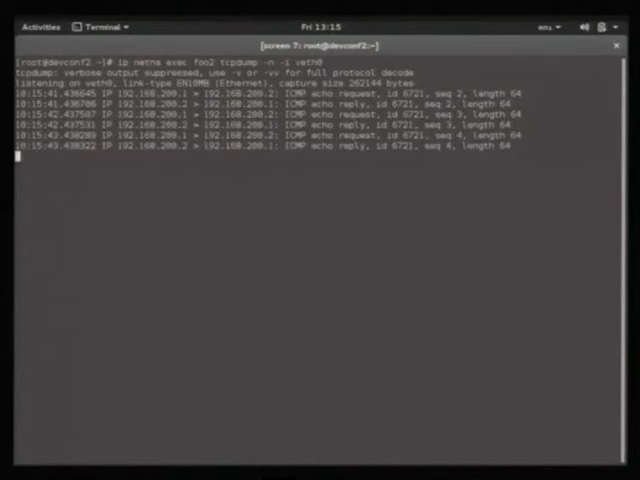 Activities Terminal Fri 13:15 en₁
[screen 7: root@devconf2:~]
[root@devconf2 ~]# ip netns exec foo2 tcpdump -n -i veth0
tcpdump: verbose output suppressed, use -v or -vv for full protocol decode
listening on veth0, link-type EN10MB (Ethernet), capture size 262144 bytes
10:15:41.436645 IP 192.168.200.1 > 192.168.200.2: ICMP echo request, id 6721, seq 2, length 64
10:15:41.436706 IP 192.168.200.2 > 192.168.200.1: ICMP echo reply, id 6721, seq 2, length 64
10:15:42.437507 IP 192.168.200.1 > 192.168.200.2: ICMP echo request, id 6721, seq 3, length 64
10:15:42.437531 IP 192.168.200.2 > 192.168.200.1: ICMP echo reply, id 6721, seq 3, length 64
10:15:43.438289 IP 192.168.200.1 > 192.168.200.2: ICMP echo request, id 6721, seq 4, length 64
10:15:43.438322 IP 192.168.200.2 > 192.168.200.1: ICMP echo reply, id 6721, seq 4, length 64